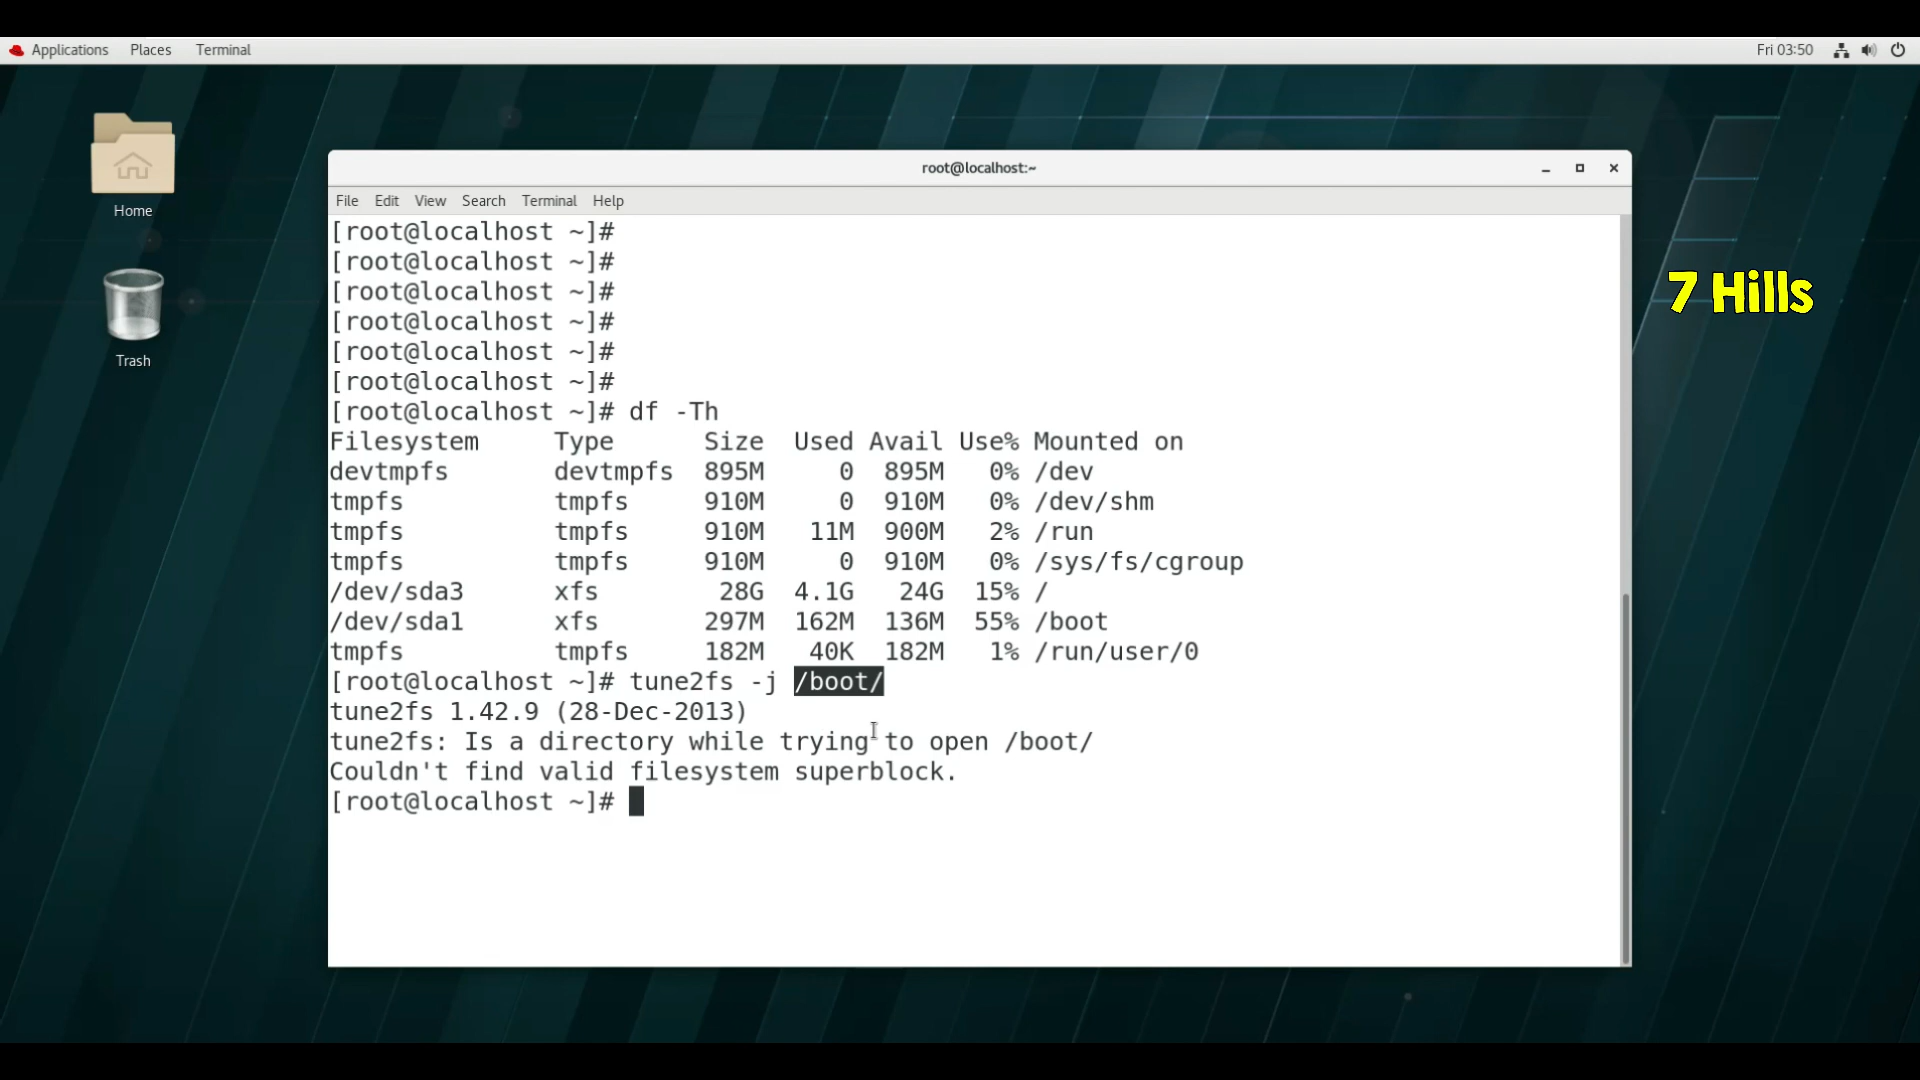 Applications Places Terminal Fri 03:50
root@localhost:~
File Edit View Search Terminal Help
Home
Trash
7 Hills
[root@localhost ~]#
[root@localhost ~]#
[root@localhost ~]#
[root@localhost ~]#
[root@localhost ~]#
[root@localhost ~]#
[root@localhost ~]# df -Th
Filesystem Type Size Used Avail Use% Mounted on
devtmpfs devtmpfs 895M 0 895M 0% /dev
tmpfs tmpfs 910M 0 910M 0% /dev/shm
tmpfs tmpfs 910M 11M 900M 2% /run
tmpfs tmpfs 910M 0 910M 0% /sys/fs/cgroup
/dev/sda3 xfs 28G 4.1G 24G 15% /
/dev/sda1 xfs 297M 162M 136M 55% /boot
tmpfs tmpfs 182M 40K 182M 1% /run/user/0
[root@localhost ~]# tune2fs -j /boot/
tune2fs 1.42.9 (28-Dec-2013)
tune2fs: Is a directory while trying to open /boot/
Couldn't find valid filesystem superblock.
[root@localhost ~]#